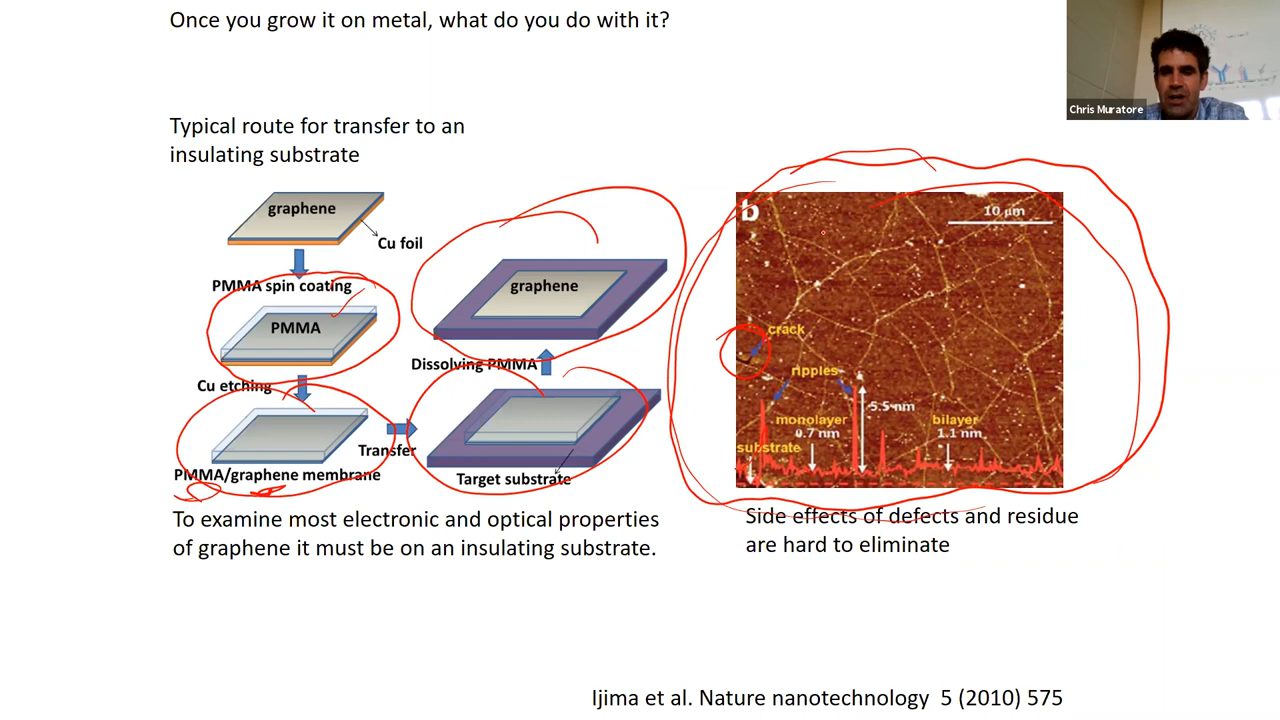 Once you grow it on metal, what do you do with it?
Chris Muratore
Typical route for transfer to an
insulating substrate
graphene
Cu foil
PMMA spin coating
PMMA
Cu etching
PMMA/graphene membrane
Transfer
graphene
Dissolving PMMA
Target substrate
To examine most electronic and optical properties
of graphene it must be on an insulating substrate.
b
10 μm
crack
ripples
5.5 nm
monolayer
0.7 nm
bilayer
1.1 nm
substrate
Side effects of defects and residue
are hard to eliminate
Ijima et al. Nature nanotechnology 5 (2010) 575